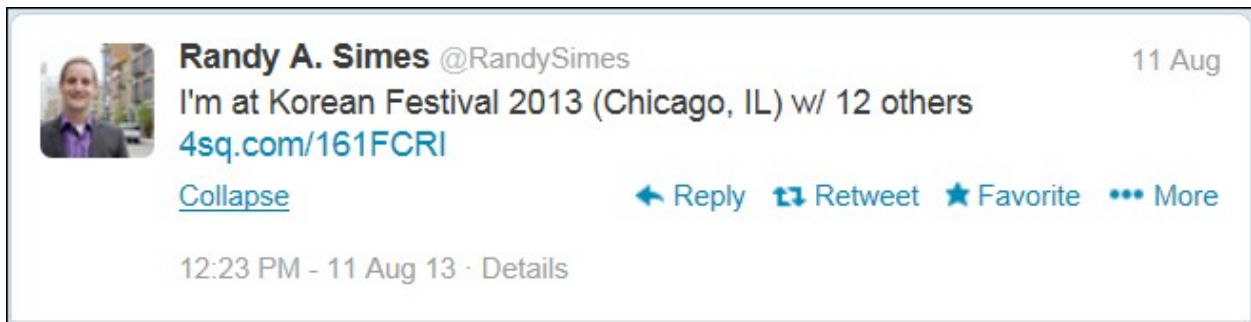 Randy A. Simes @RandySimes 11 Aug
I'm at Korean Festival 2013 (Chicago, IL) w/ 12 others
4sq.com/161FCRI
Collapse Reply Retweet Favorite More
12:23 PM - 11 Aug 13 · Details